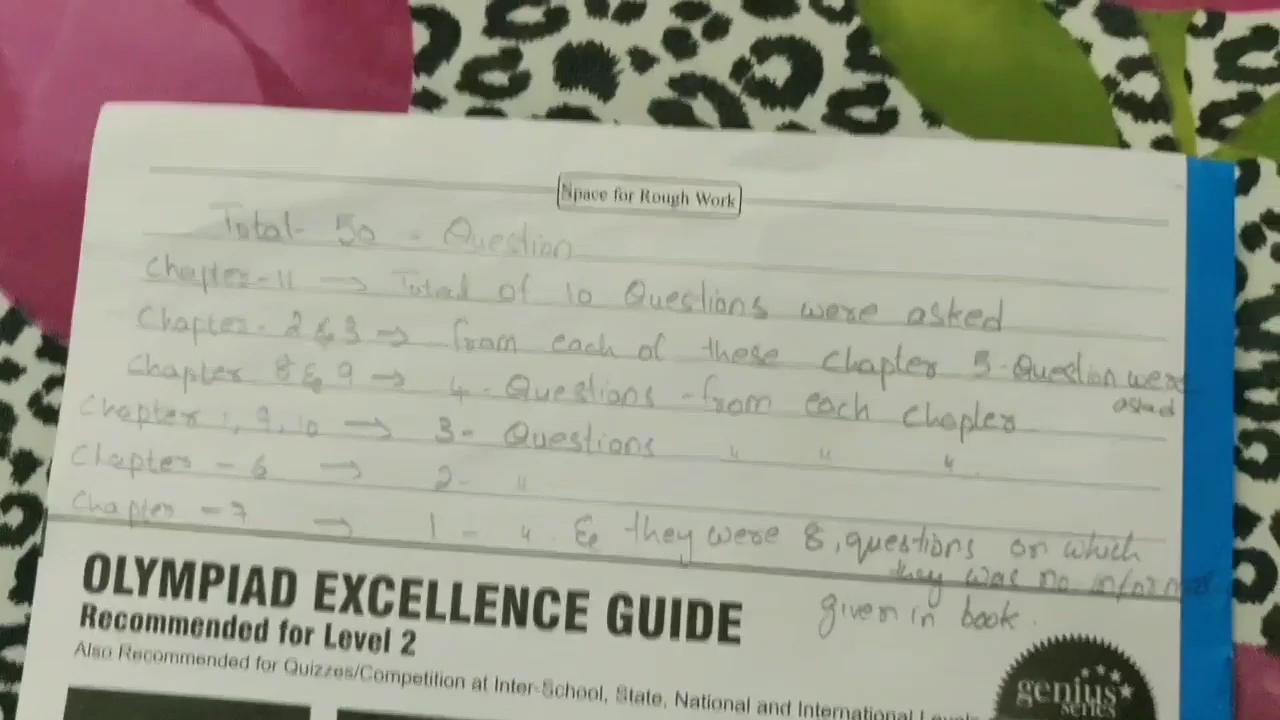 Space for Rough Work
Total - 50 - Question
Chapter-11 → Total of 10 Questions were asked
Chapter - 2 & 3 → from each of these chapter 5 - Question were asked
Chapter 8 & 9 → 4 - Questions - from each chapter
Chapter 1, 9, 10 → 3 - Questions " " "
Chapter - 6 → 2 - "
Chapter - 7 → 1 - " & they were 8, questions on which
they was no
given in book.
OLYMPIAD EXCELLENCE GUIDE
Recommended for Level 2
Also Recommended for Quizzes/Competition at Inter-School, State, National and International Levels
genius
series